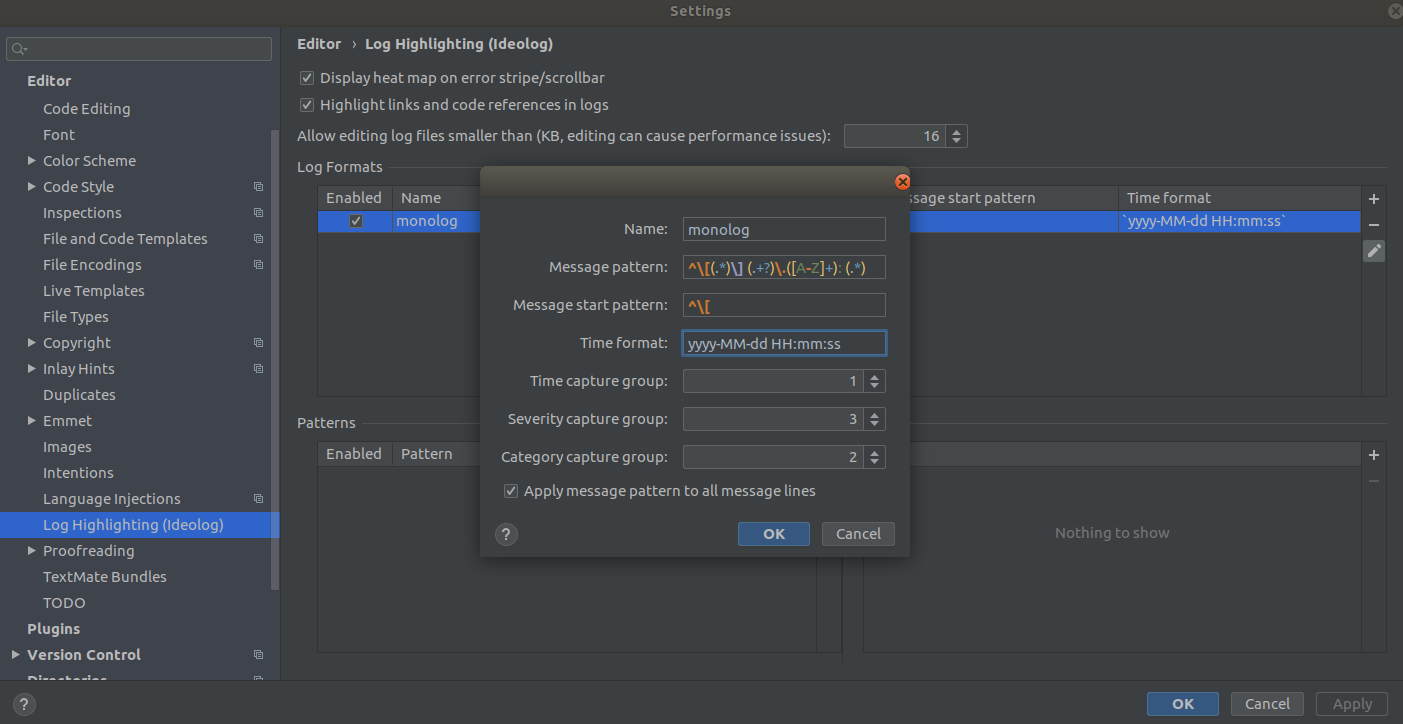 Settings
Editor › Log Highlighting (Ideolog)
Editor
Code Editing
Font
Color Scheme
Code Style
Inspections
File and Code Templates
File Encodings
Live Templates
File Types
Copyright
Inlay Hints
Duplicates
Emmet
Images
Intentions
Language Injections
Log Highlighting (Ideolog)
Proofreading
TextMate Bundles
TODO
Plugins
Version Control
Directories
Display heat map on error stripe/scrollbar
Highlight links and code references in logs
Allow editing log files smaller than (KB, editing can cause performance issues): 16
Log Formats
Enabled Name ssage start pattern Time format
monolog `yyyy-MM-dd HH:mm:ss`
Name: monolog
Message pattern: ^\[(.*)\] (.+?)\.([A-Z]+): (.*)
Message start pattern: ^\[
Time format: yyyy-MM-dd HH:mm:ss
Time capture group: 1
Severity capture group: 3
Category capture group: 2
Apply message pattern to all message lines
? OK Cancel
Patterns
Enabled Pattern
Nothing to show
? OK Cancel Apply